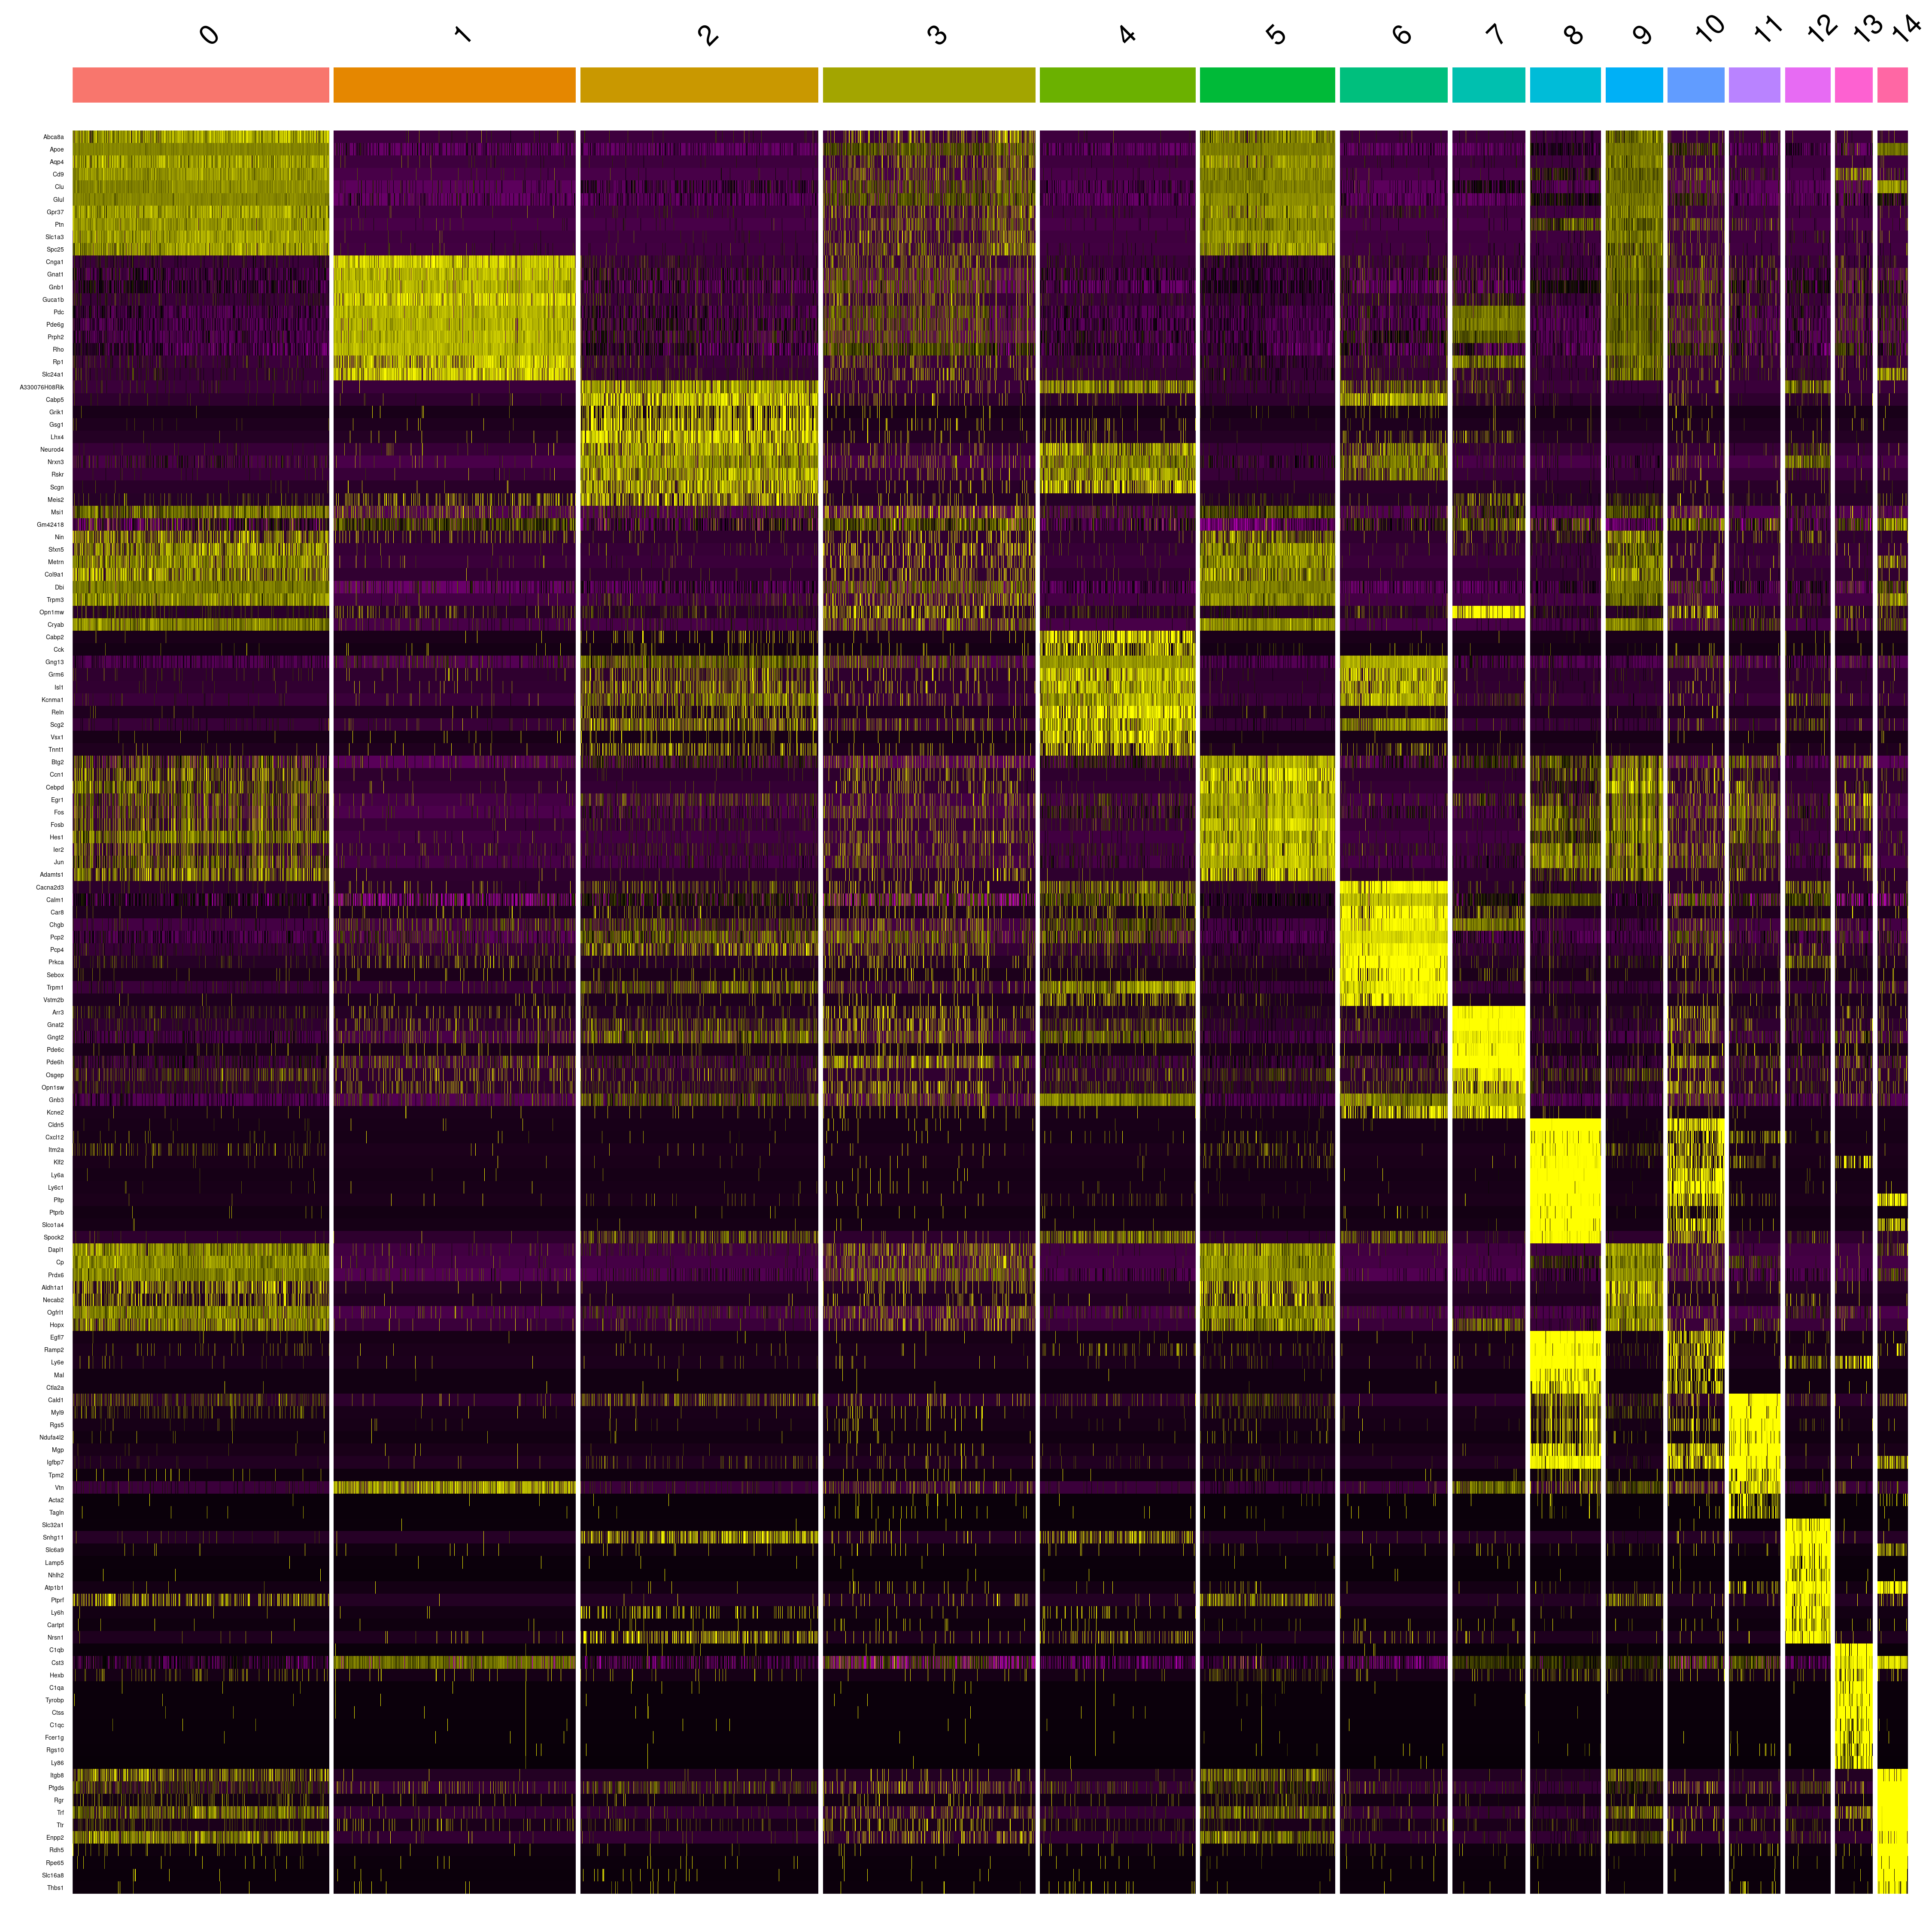 0 1 2 3 4 5 6 7 8 9 10 11 12 13 14
Abca8a
Apoe
Aqp4
Cd9
Clu
Glul
Gpr37
Ptn
Slc1a3
Spc25
Cnga1
Gnat1
Gnb1
Guca1b
Pdc
Pde6g
Prph2
Rho
Rp1
Slc24a1
A330076H08Rik
Cabp5
Grik1
Gsg1
Lhx4
Neurod4
Nrxn3
Rskr
Scgn
Meis2
Msi1
Gm42418
Nin
Sfxn5
Metrn
Col9a1
Dbi
Trpm3
Opn1mw
Cryab
Cabp2
Cck
Gng13
Grm6
Isl1
Kcnma1
Reln
Scg2
Vsx1
Tnnt1
Btg2
Ccn1
Cebpd
Egr1
Fos
Fosb
Hes1
Ier2
Jun
Adamts1
Cacna2d3
Calm1
Car8
Chgb
Pcp2
Pcp4
Prkca
Sebox
Trpm1
Vstm2b
Arr3
Gnat2
Gngt2
Pde6c
Pde6h
Osgep
Opn1sw
Gnb3
Kcne2
Cldn5
Cxcl12
Itm2a
Klf2
Ly6a
Ly6c1
Pltp
Ptprb
Slco1a4
Spock2
Dapl1
Cp
Prdx6
Aldh1a1
Necab2
Ogfrl1
Hopx
Egfl7
Ramp2
Ly6e
Mal
Ctla2a
Cald1
Myl9
Rgs5
Ndufa4l2
Mgp
Igfbp7
Tpm2
Vtn
Acta2
Tagln
Slc32a1
Snhg11
Slc6a9
Lamp5
Nhlh2
Atp1b1
Ptprf
Ly6h
Cartpt
Nrsn1
C1qb
Cst3
Hexb
C1qa
Tyrobp
Ctss
C1qc
Fcer1g
Rgs10
Ly86
Itgb8
Ptgds
Rgr
Trf
Ttr
Enpp2
Rdh5
Rpe65
Slc16a8
Thbs1